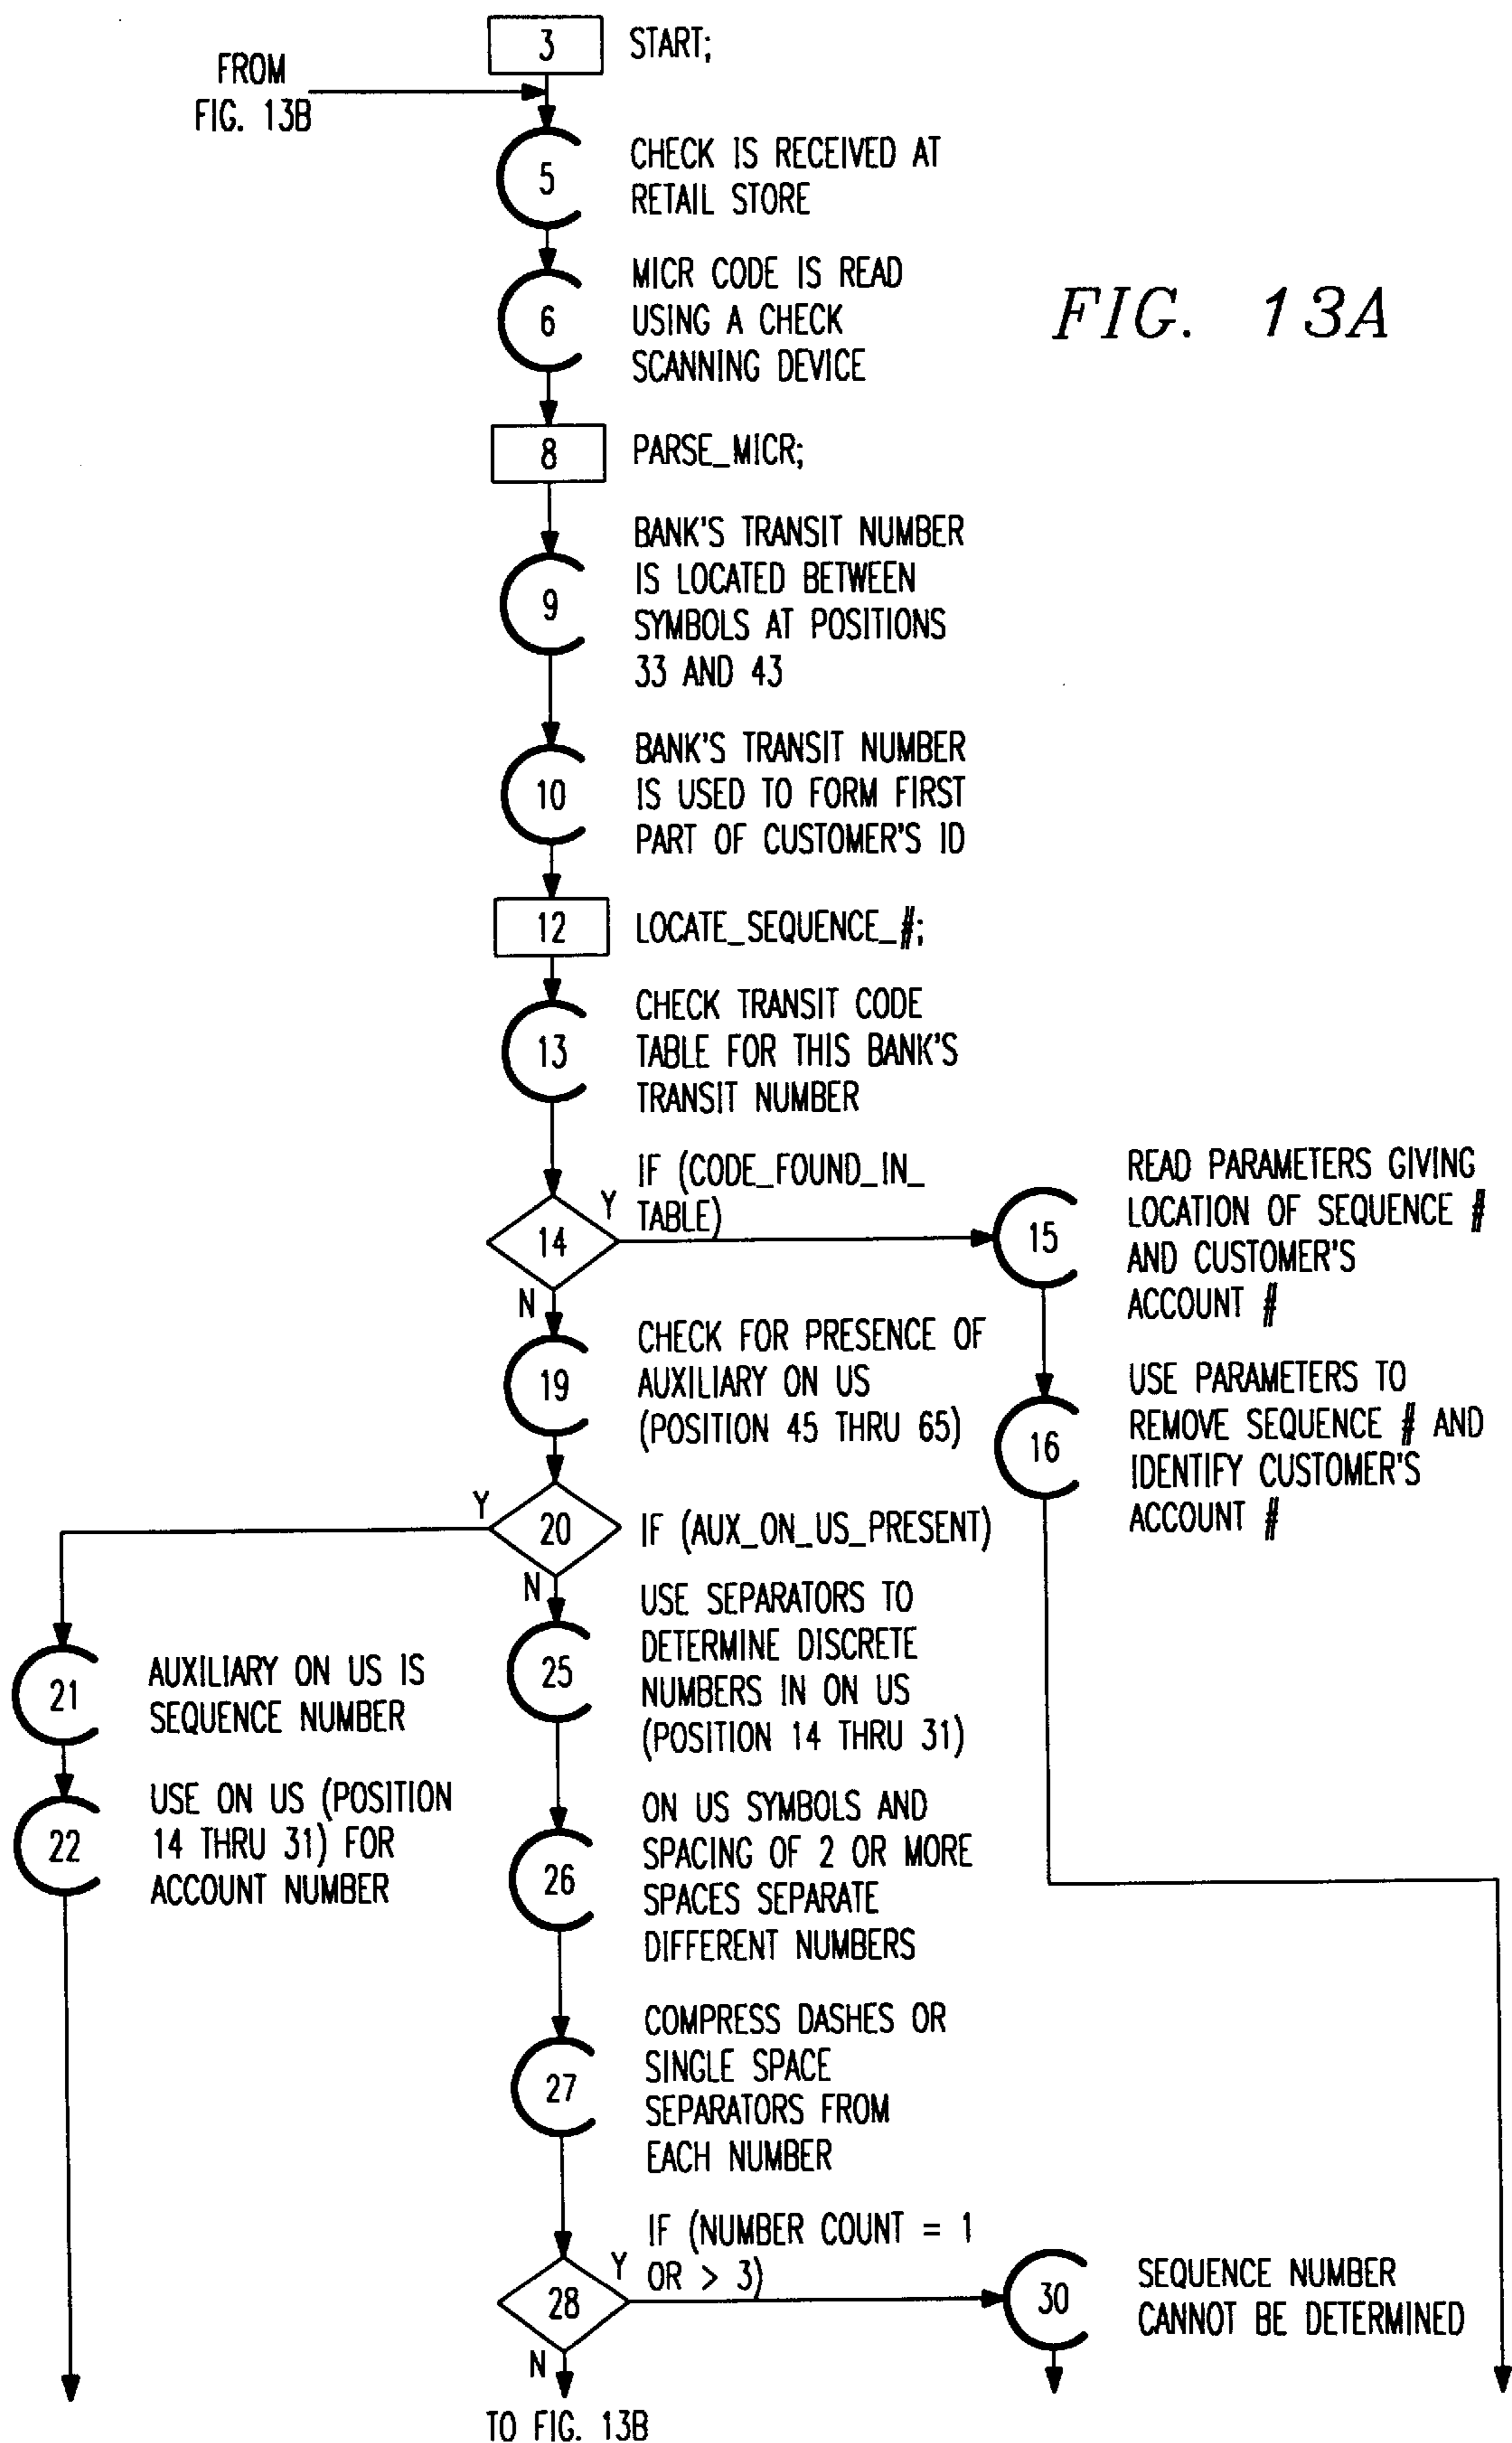 3 START;
FROM
FIG. 13B
5
CHECK IS RECEIVED AT
RETAIL STORE
6
MICR CODE IS READ
USING A CHECK
SCANNING DEVICE
FIG. 13A
8 PARSE_MICR;
9
BANK'S TRANSIT NUMBER
IS LOCATED BETWEEN
SYMBOLS AT POSITIONS
33 AND 43
10
BANK'S TRANSIT NUMBER
IS USED TO FORM FIRST
PART OF CUSTOMER'S ID
12 LOCATE_SEQUENCE_#;
13
CHECK TRANSIT CODE
TABLE FOR THIS BANK'S
TRANSIT NUMBER
14
IF (CODE_FOUND_IN_
Y TABLE)
N
15
READ PARAMETERS GIVING
LOCATION OF SEQUENCE #
AND CUSTOMER'S
ACCOUNT #
16
USE PARAMETERS TO
REMOVE SEQUENCE # AND
IDENTIFY CUSTOMER'S
ACCOUNT #
19
CHECK FOR PRESENCE OF
AUXILIARY ON US
(POSITION 45 THRU 65)
Y
20 IF (AUX_ON_US_PRESENT)
N
21
AUXILIARY ON US IS
SEQUENCE NUMBER
22
USE ON US (POSITION
14 THRU 31) FOR
ACCOUNT NUMBER
25
USE SEPARATORS TO
DETERMINE DISCRETE
NUMBERS IN ON US
(POSITION 14 THRU 31)
26
ON US SYMBOLS AND
SPACING OF 2 OR MORE
SPACES SEPARATE
DIFFERENT NUMBERS
27
COMPRESS DASHES OR
SINGLE SPACE
SEPARATORS FROM
EACH NUMBER
28
IF (NUMBER COUNT = 1
Y OR > 3)
N
30
SEQUENCE NUMBER
CANNOT BE DETERMINED
TO FIG. 13B